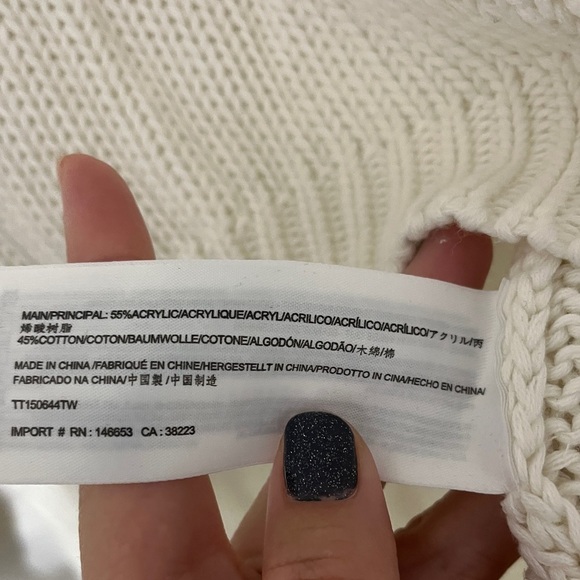 MAIN/PRINCIPAL: 55%ACRYLIC/ACRYLIQUE/ACRYL/ACRILICO/ACRÍLICO/ACRÍLICO/アクリル/丙
烯酸树脂
45%COTTON/COTON/BAUMWOLLE/COTONE/ALGODÓN/ALGODÃO/木綿/棉
MADE IN CHINA/FABRIQUÉ EN CHINE/HERGESTELLT IN CHINA/PRODOTTO IN CINA/HECHO EN CHINA/
FABRICADO NA CHINA/中国製/中国制造
TT150644TW
IMPORT # RN : 146653 CA : 38223